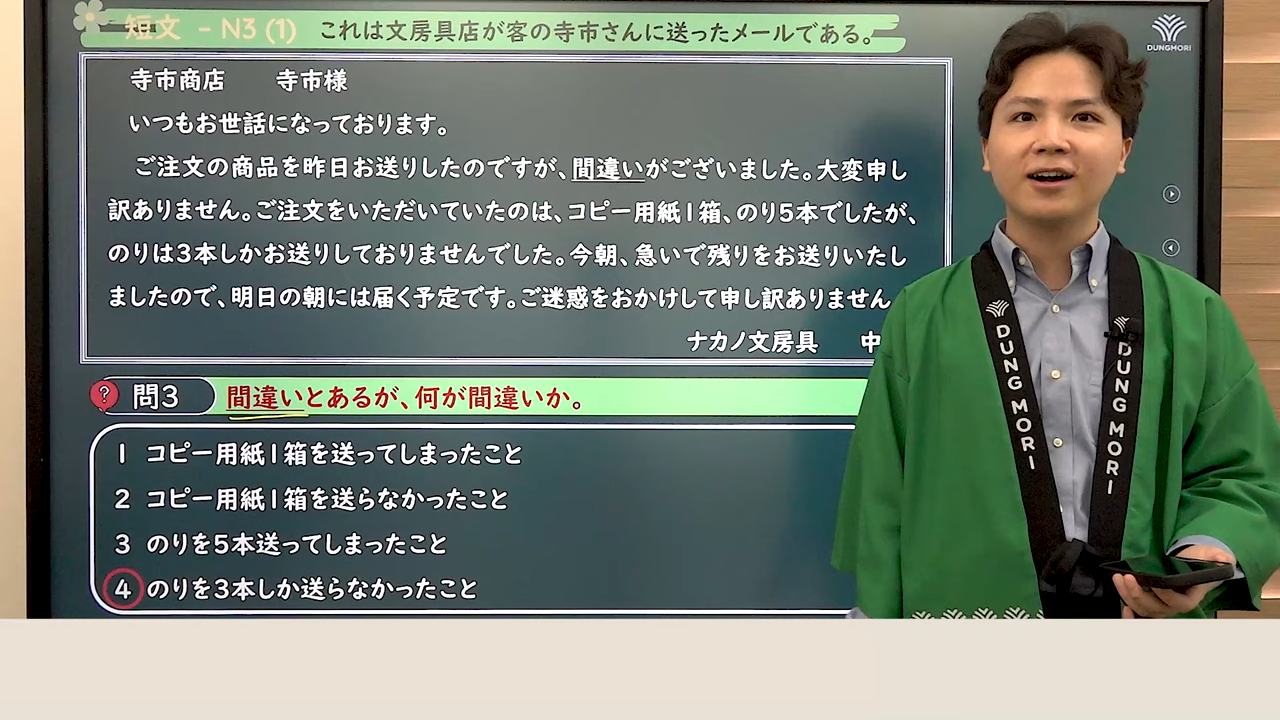 短文 - N3 (1) これは文房具店が客の寺市さんに送ったメールである。
DUNGMORI
寺市商店 寺市様
いつもお世話になっております。
ご注文の商品を昨日お送りしたのですが、間違いがございました。大変申し
訳ありません。ご注文をいただいていたのは、コピー用紙1箱、のり5本でしたが、
のりは3本しかお送りしておりませんでした。今朝、急いで残りをお送りいたし
ましたので、明日の朝には届く予定です。ご迷惑をおかけして申し訳ありません
ナカノ文房具 中
? 問3 間違いとあるが、何が間違いか。
1 コピー用紙1箱を送ってしまったこと
2 コピー用紙1箱を送らなかったこと
3 のりを5本送ってしまったこと
4 のりを3本しか送らなかったこと
DUNG MORI
DUNG MORI